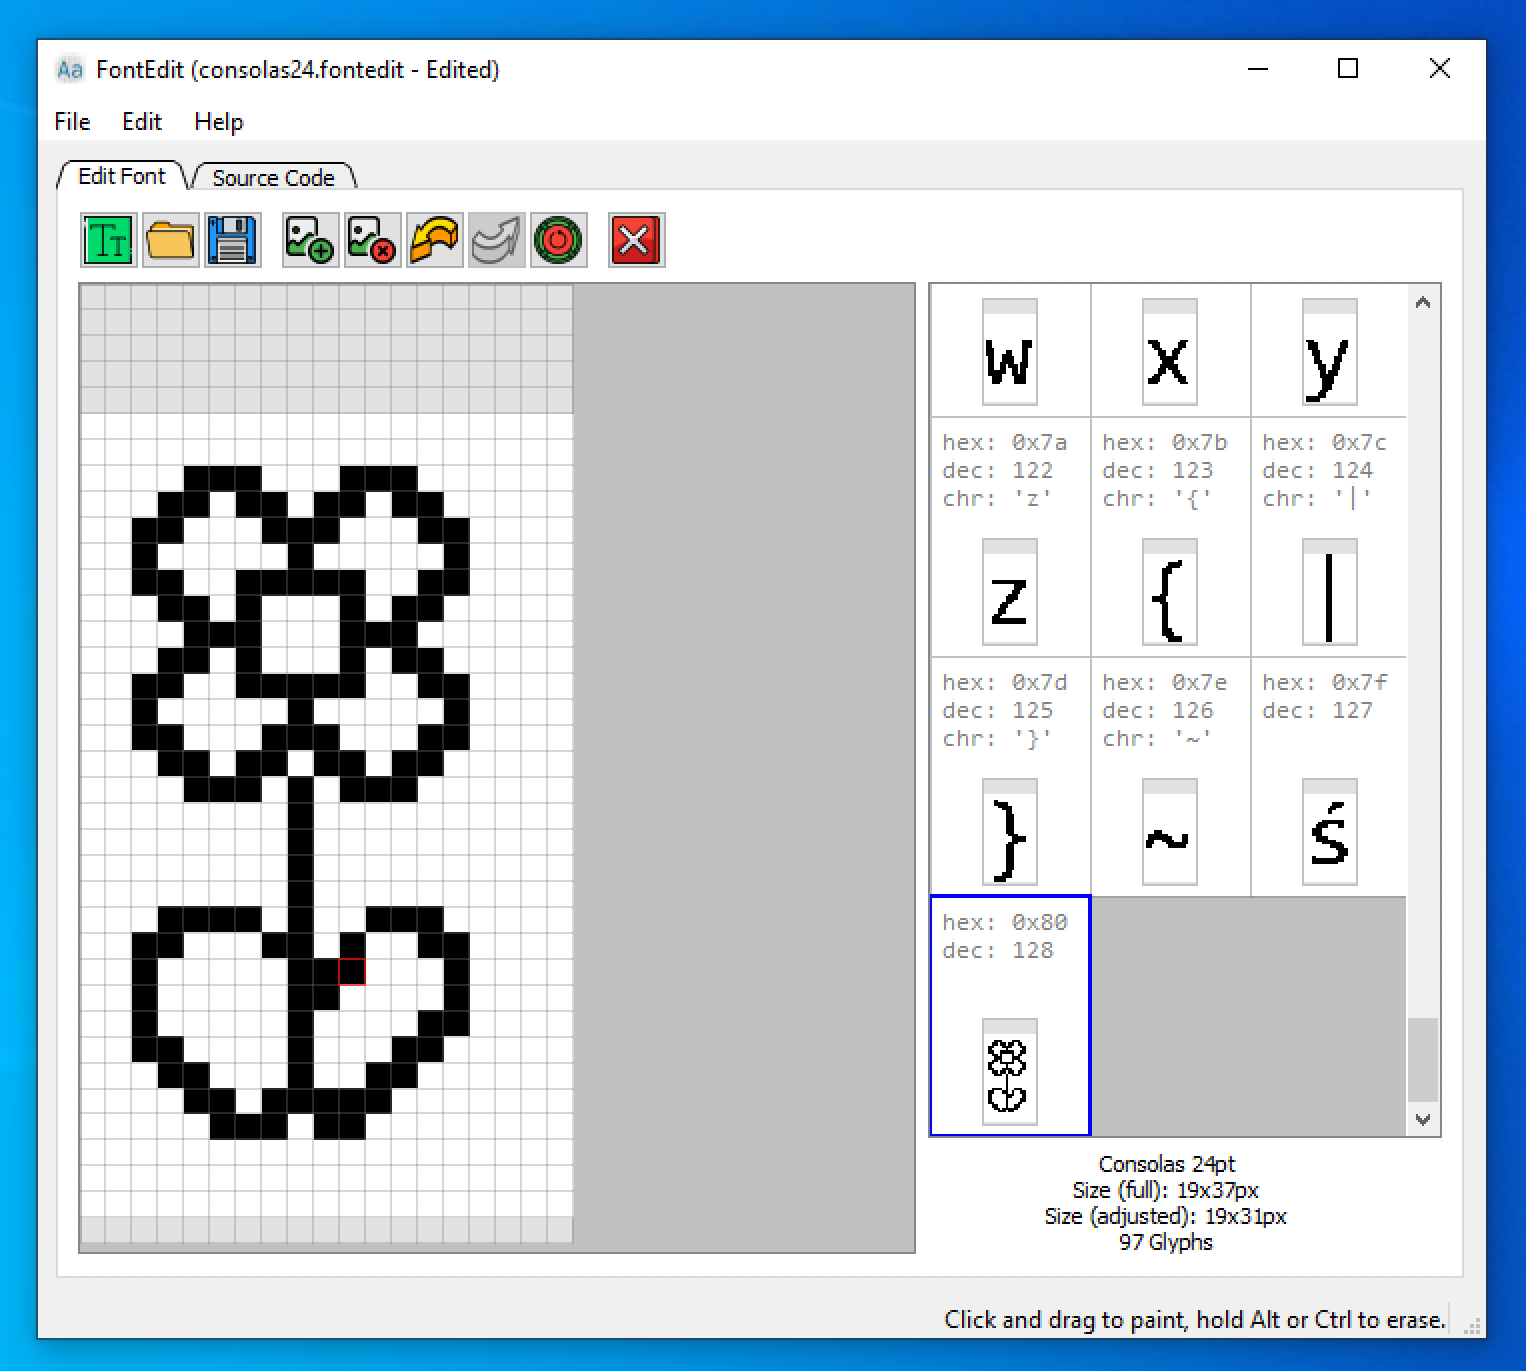 FontEdit (consolas24.fontedit - Edited)
File Edit Help
Edit Font Source Code
w x y
hex: 0x7a hex: 0x7b hex: 0x7c
dec: 122 dec: 123 dec: 124
chr: 'z' chr: '{' chr: '|'
z { |
hex: 0x7d hex: 0x7e hex: 0x7f
dec: 125 dec: 126 dec: 127
chr: '}' chr: '~'
} ~ ś
hex: 0x80
dec: 128
Consolas 24pt
Size (full): 19x37px
Size (adjusted): 19x31px
97 Glyphs
Click and drag to paint, hold Alt or Ctrl to erase.